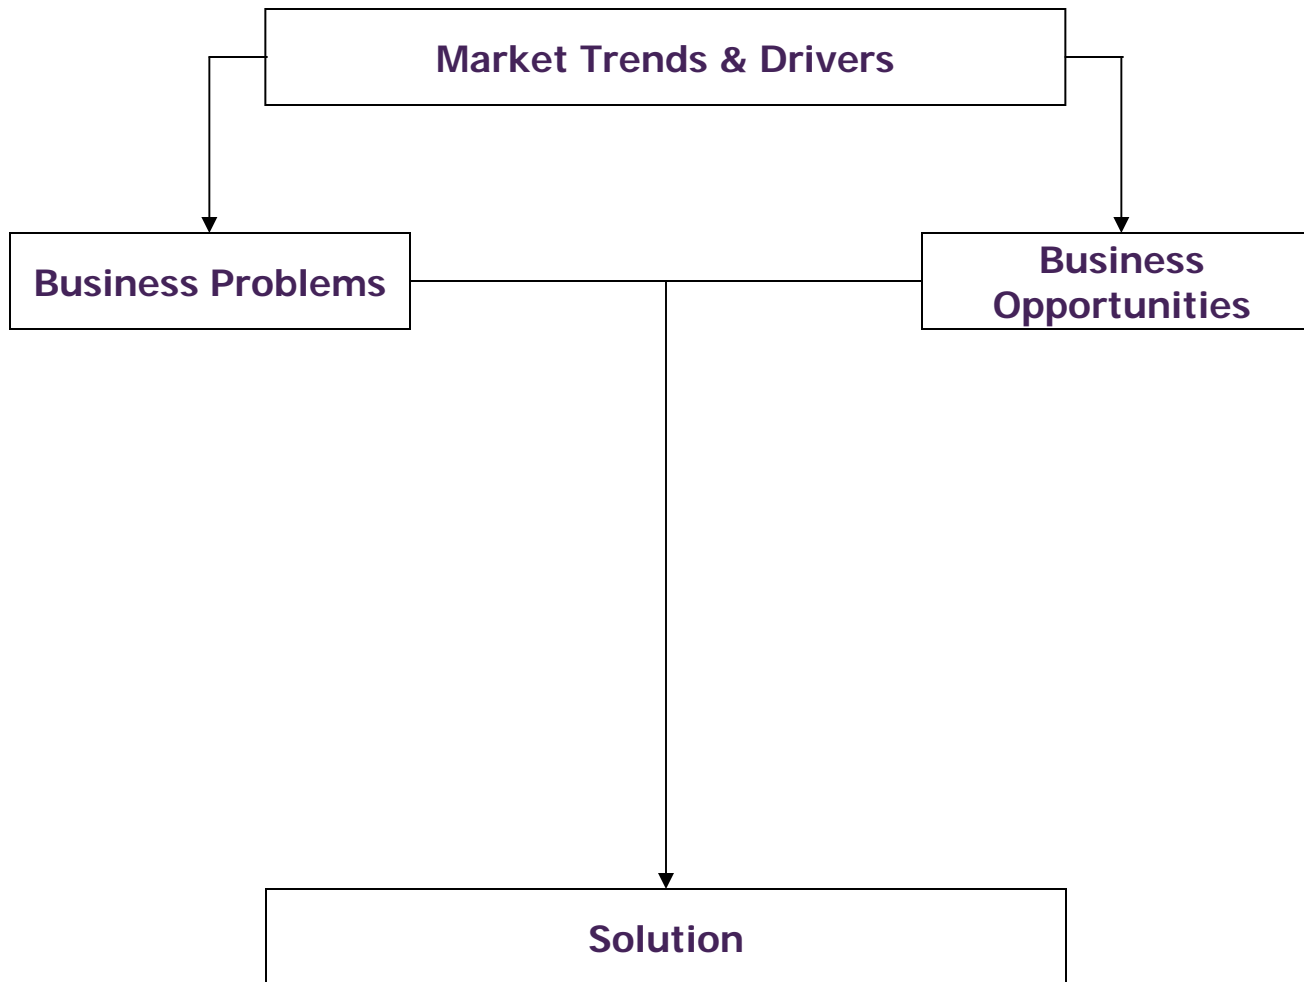 Market Trends & Drivers
Business Problems
Business
Opportunities
Solution